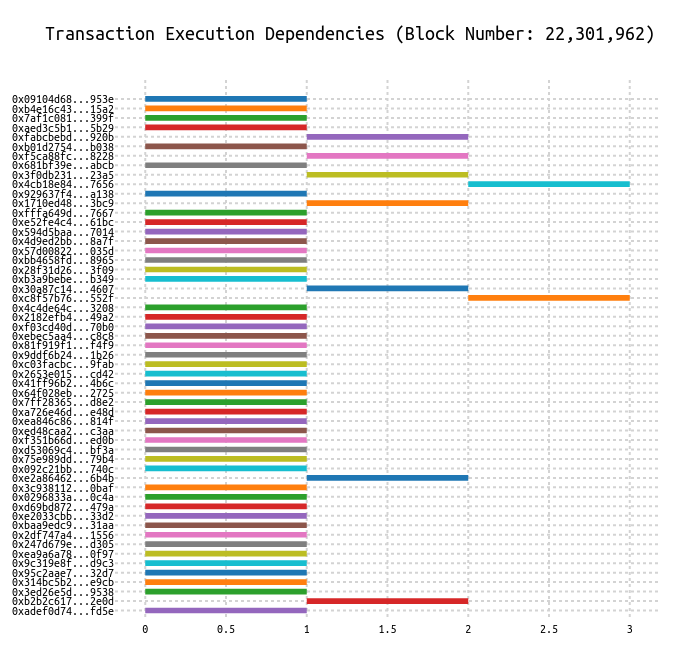 Transaction Execution Dependencies (Block Number: 22,301,962)
0x09104d68...953e
0xb4e16c43...15a2
0x7af1c081...399f
0xaed3c5b1...5b29
0xfabcbebd...920b
0xb01d2754...b038
0xf5ca88fc...8228
0x681bf39e...abcb
0x3f0db231...23a5
0x4cb18e84...7656
0x929637f4...a138
0x1710ed48...3bc9
0xfffa649d...7667
0xe52fe4c4...61bc
0x594d5baa...7014
0x4d9ed2bb...8a7f
0x57d00822...035d
0xbb4658fd...8965
0x28f31d26...3f09
0xb3a9bebe...b349
0x30a87c14...4607
0xc8f57b76...552f
0x4c4de64c...3208
0x2182efb4...49a2
0xf03cd40d...70b0
0xebec5aa4...c8c8
0x81f919f1...f4f9
0x9ddf6b24...1b26
0xc03facbc...9fab
0x2653e015...cd42
0x41ff96b2...4b6c
0x64f028eb...2725
0x7ff28365...d8e2
0xa726e46d...e48d
0xea846c86...814f
0xed48caa2...c3aa
0xf351b66d...ed0b
0xd53069c4...bf3a
0x75e989dd...79b4
0x092c21bb...740c
0xe2a86462...6b4b
0x3c938112...0baf
0x0296833a...0c4a
0xd69bd872...479a
0xe2033cbb...33d2
0xbaa9edc9...31aa
0x2df747a4...1556
0x247d679e...d305
0xea9a6a78...0f97
0x9c319e8f...d9c3
0x95c2aae7...32d7
0x314bc5b2...e9cb
0x3ed26e5d...9538
0xb2b2c617...2e0d
0xadef0d74...fd5e
0 0.5 1 1.5 2 2.5 3